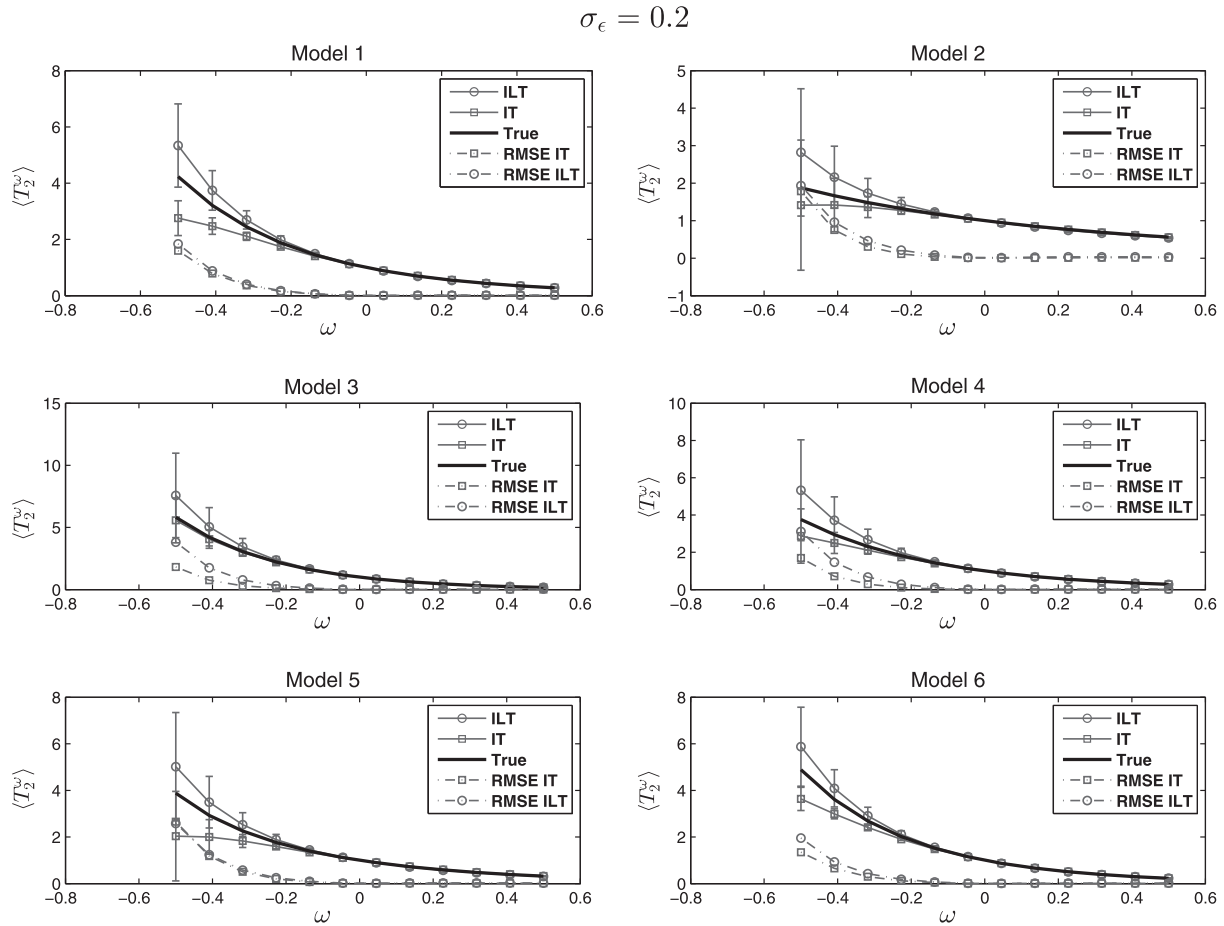 σ_ϵ = 0.2
Model 1
8
6
4
2
0
−0.8 −0.6 −0.4 −0.2 0 0.2 0.4 0.6
⟨T₂^ω⟩
ω
ILT
IT
True
RMSE IT
RMSE ILT
Model 2
5
4
3
2
1
0
−1
−0.8 −0.6 −0.4 −0.2 0 0.2 0.4 0.6
⟨T₂^ω⟩
ω
ILT
IT
True
RMSE IT
RMSE ILT
Model 3
15
10
5
0
−0.8 −0.6 −0.4 −0.2 0 0.2 0.4 0.6
⟨T₂^ω⟩
ω
ILT
IT
True
RMSE IT
RMSE ILT
Model 4
10
8
6
4
2
0
−0.8 −0.6 −0.4 −0.2 0 0.2 0.4 0.6
⟨T₂^ω⟩
ω
ILT
IT
True
RMSE IT
RMSE ILT
Model 5
8
6
4
2
0
−0.8 −0.6 −0.4 −0.2 0 0.2 0.4 0.6
⟨T₂^ω⟩
ω
ILT
IT
True
RMSE IT
RMSE ILT
Model 6
8
6
4
2
0
−0.8 −0.6 −0.4 −0.2 0 0.2 0.4 0.6
⟨T₂^ω⟩
ω
ILT
IT
True
RMSE IT
RMSE ILT